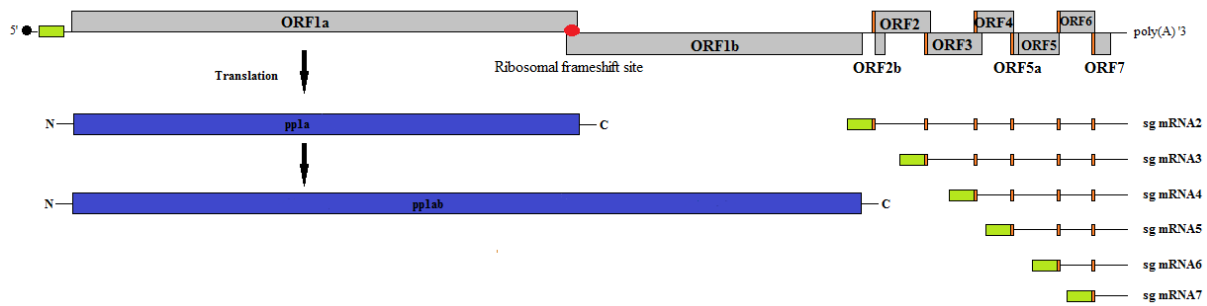 5'
ORF1a
ORF1b
Ribosomal frameshift site
ORF2
ORF2b
ORF3
ORF4
ORF5
ORF5a
ORF6
ORF7
poly(A) '3
Translation
N
pp1a
C
N
pp1ab
C
sg mRNA2
sg mRNA3
sg mRNA4
sg mRNA5
sg mRNA6
sg mRNA7